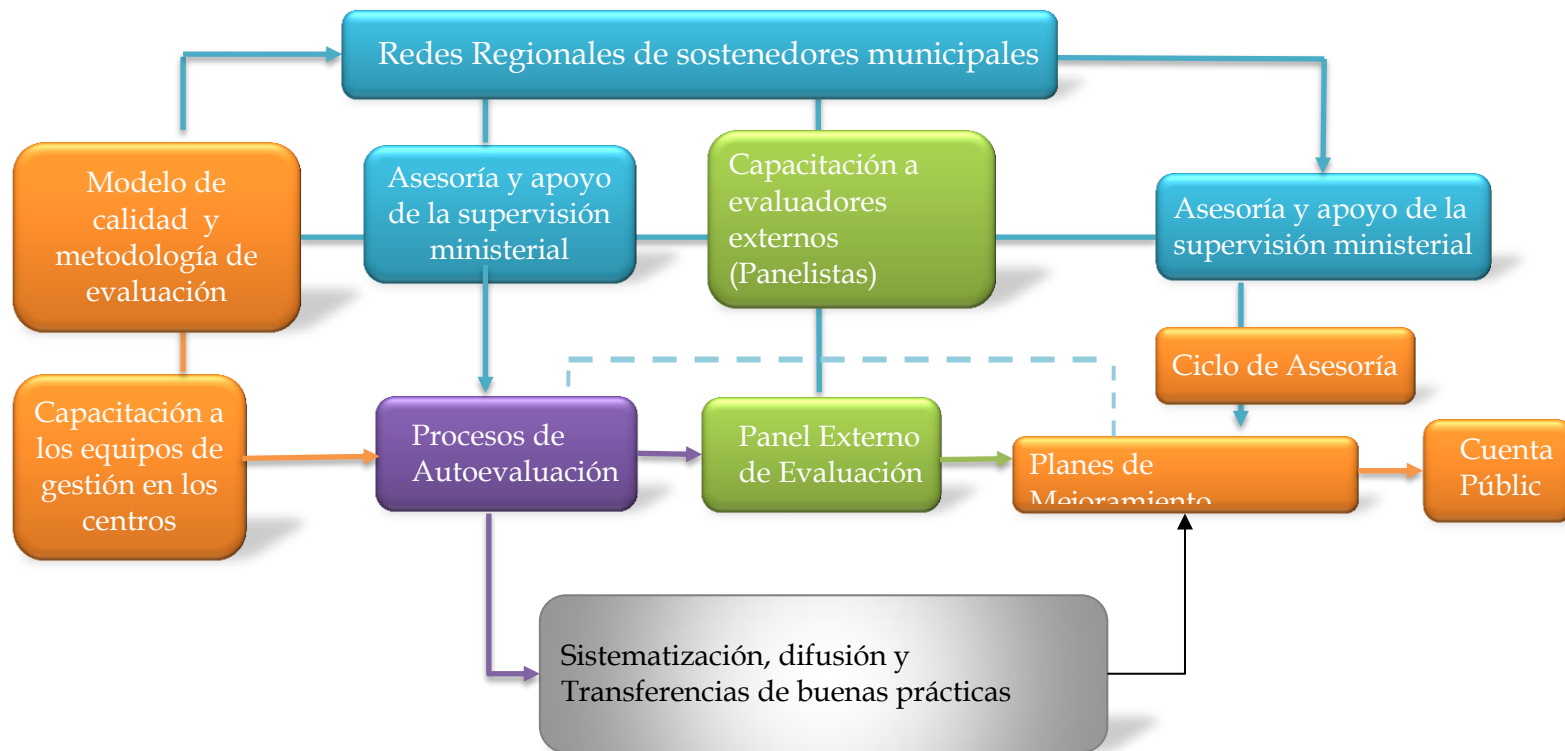 Redes Regionales de sostenedores municipales
Modelo de
calidad y
metodología de
evaluación
Asesoría y apoyo
de la supervisión
ministerial
Capacitación a
evaluadores
externos
(Panelistas)
Asesoría y apoyo de la
supervisión ministerial
Ciclo de Asesoría
Capacitación a
los equipos de
gestión en los
centros
Procesos de
Autoevaluación
Panel Externo
de Evaluación
Planes de
Mejoramiento
Cuenta
Públic
Sistematización, difusión y
Transferencias de buenas prácticas